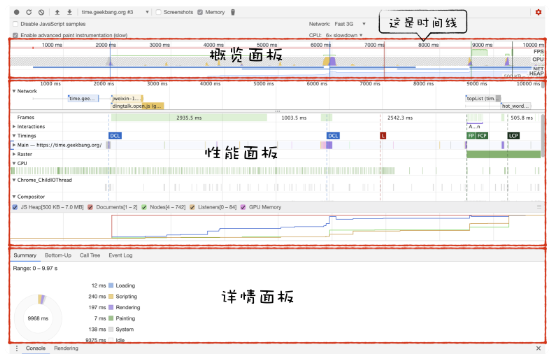 time.geekbang.org #3 Screenshots Memory
Disable JavaScript samples Network: Fast 3G
Enable advanced paint instrumentation (slow) CPU: 6× slowdown
这是时间线
1000 ms 2000 ms 3000 ms 4000 ms 5000 ms 6000 ms 7000 ms 8000 ms 9000 ms 10000 ms
FPS
CPU
NET
HEAP
概览面板
1000 ms 2000 ms 3000 ms 4000 ms 5000 ms 6000 ms 7000 ms 8000 ms 9000 ms 10000 ms
Network
time.gee... weixin-l... topList (tim...
dingtalk.open.js (g... hot_word...
Frames 2935.5 ms 1003.5 ms 2542.3 ms 505.8 ms
Interactions A...n
Timings DCL DCL L FP FCP LCP
Main — https://time.geekbang.org/
性能面板
Raster
GPU
Chrome_ChildIOThread
Compositor
JS Heap[500 KB – 7.0 MB] Documents[1 – 2] Nodes[4 – 742] Listeners[0 – 84] GPU Memory
Summary Bottom-Up Call Tree Event Log
Range: 0 – 9.97 s
12 ms Loading
240 ms Scripting
197 ms Rendering
详情面板
9968 ms
7 ms Painting
138 ms System
9375 ms Idle
Console Rendering